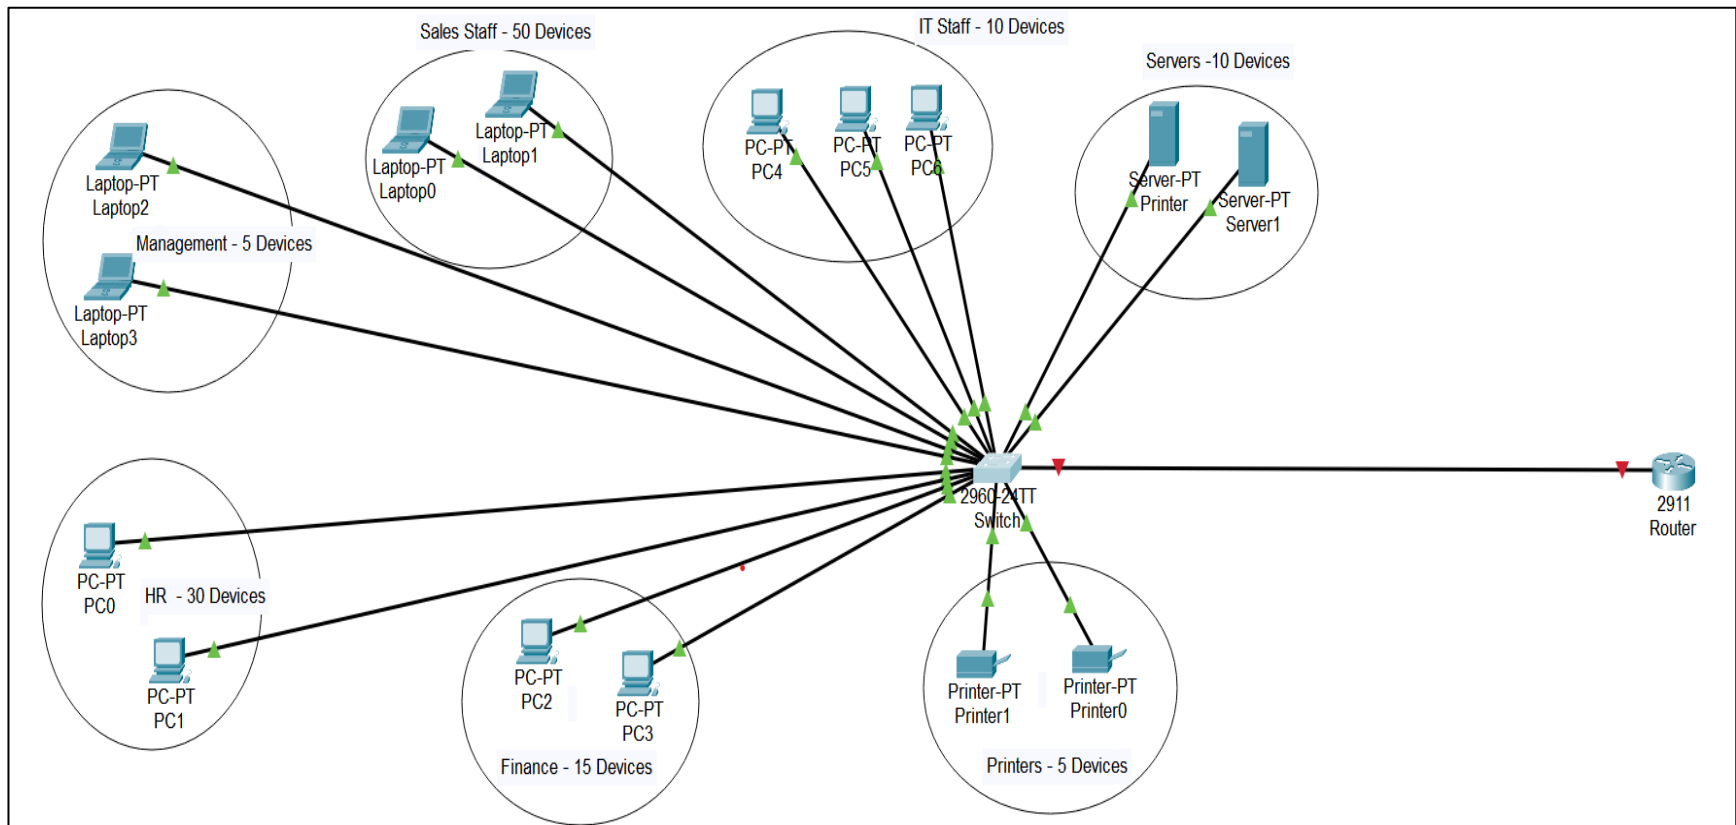 Sales Staff - 50 Devices
IT Staff - 10 Devices
Servers -10 Devices
Laptop-PT
Laptop2
Management - 5 Devices
Laptop-PT
Laptop3
Laptop-PT
Laptop1
Laptop-PT
Laptop0
PC-PT
PC4
PC-PT
PC5
PC-PT
PC6
Server-PT
Printer
Server-PT
Server1
2960-24TT
Switch
2911
Router
PC-PT
PC0
HR - 30 Devices
PC-PT
PC1
PC-PT
PC2
PC-PT
PC3
Finance - 15 Devices
Printer-PT
Printer1
Printer-PT
Printer0
Printers - 5 Devices